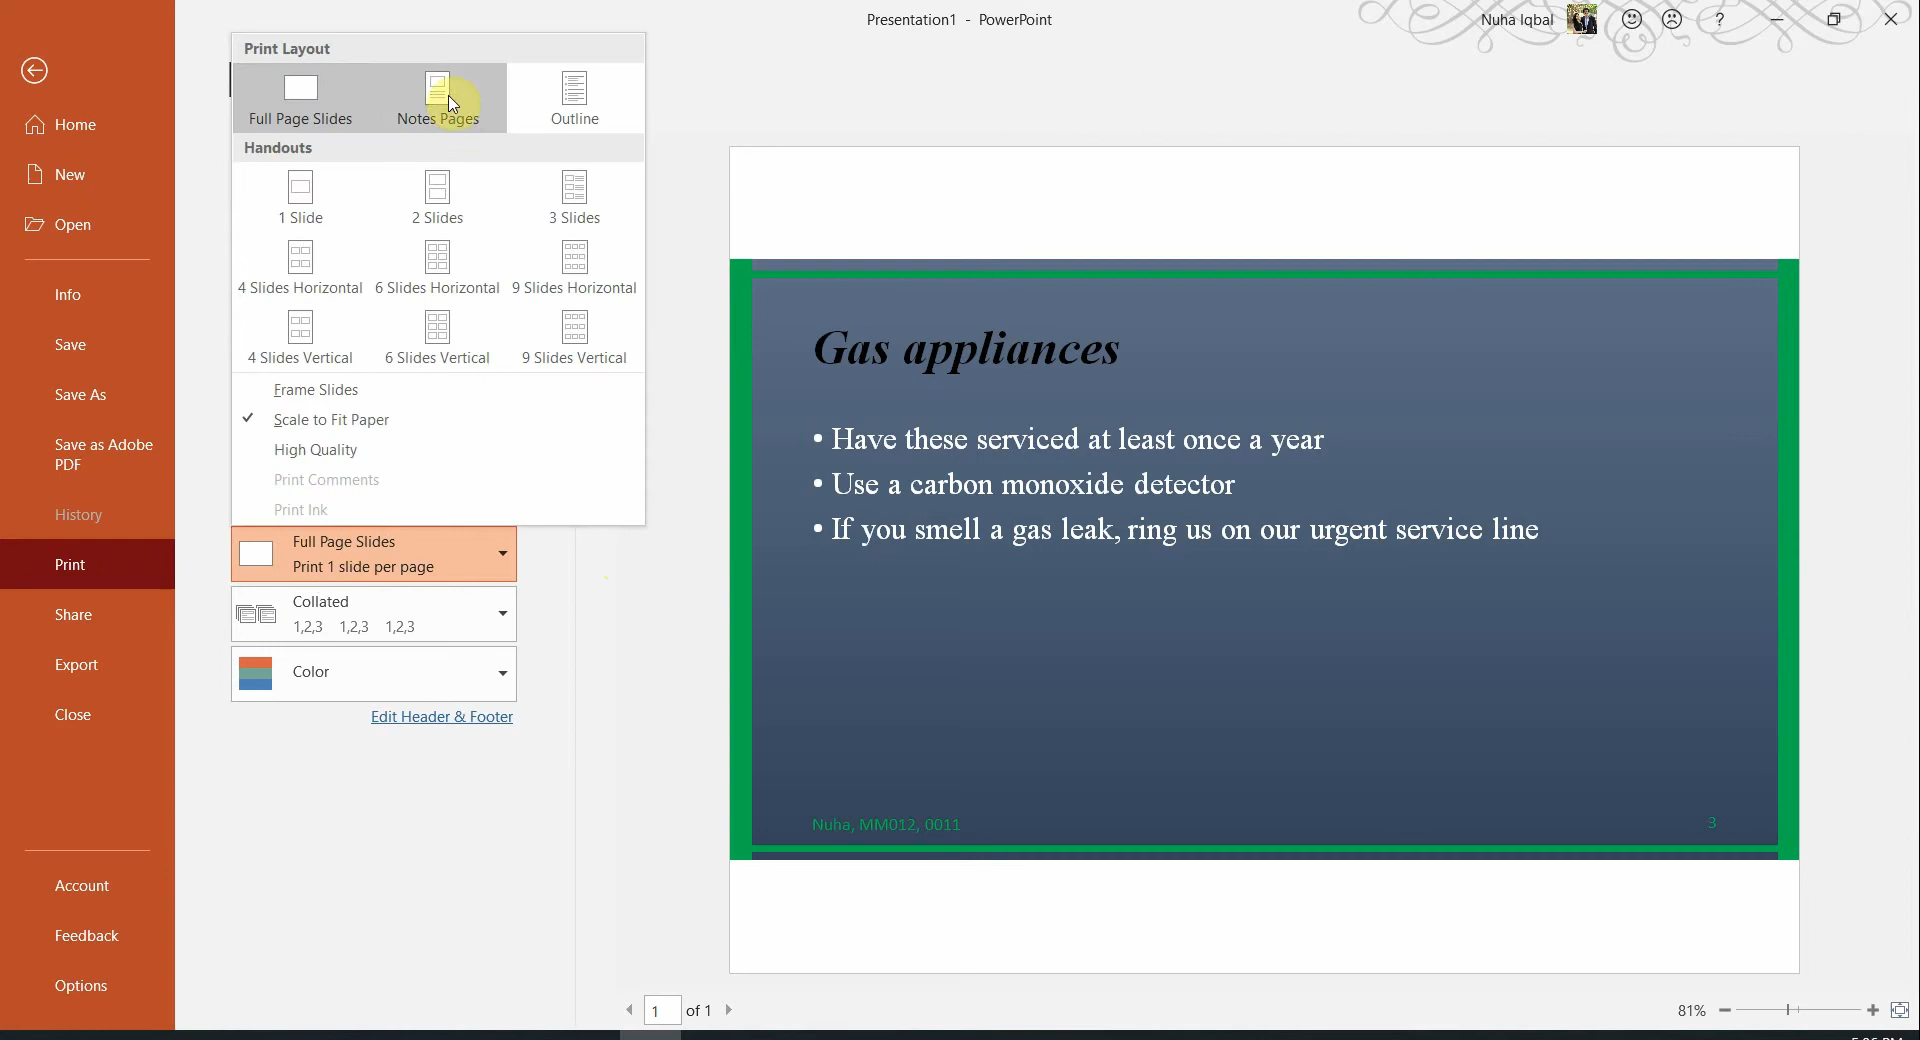 Presentation1 - PowerPoint
Nuha Iqbal
?
Home
New
Open
Info
Save
Save As
Save as Adobe
PDF
History
Print
Share
Export
Close
Account
Feedback
Options
Print Layout
Full Page Slides
Notes Pages
Outline
Handouts
1 Slide
2 Slides
3 Slides
4 Slides Horizontal
6 Slides Horizontal
9 Slides Horizontal
4 Slides Vertical
6 Slides Vertical
9 Slides Vertical
Frame Slides
Scale to Fit Paper
High Quality
Print Comments
Print Ink
Full Page Slides
Print 1 slide per page
Collated
1,2,3 1,2,3 1,2,3
Color
Edit Header & Footer
Gas appliances
• Have these serviced at least once a year
• Use a carbon monoxide detector
• If you smell a gas leak, ring us on our urgent service line
Nuha, MM012, 0011
3
1 of 1
81%